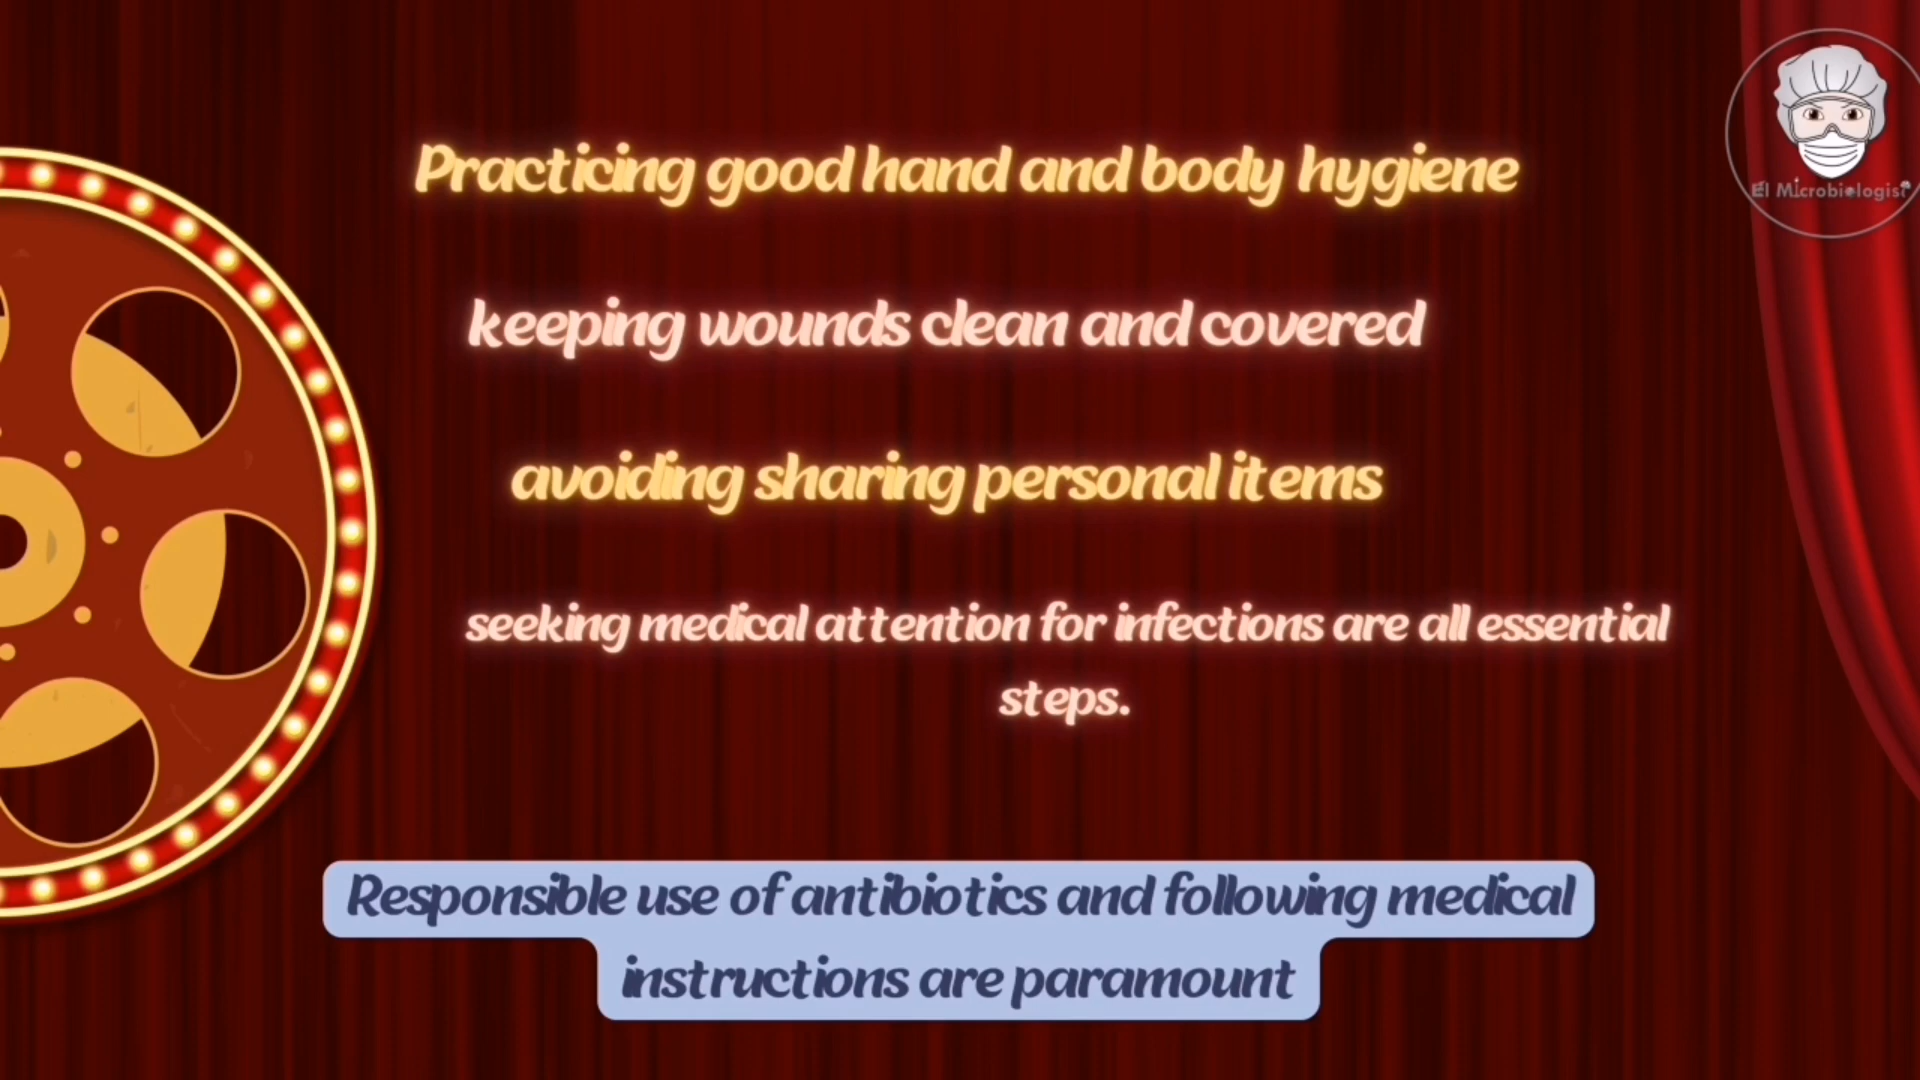 El Microbiologist
Practicing good hand and body hygiene
keeping wounds clean and covered
avoiding sharing personal items
seeking medical attention for infections are all essential
steps.
Responsible use of antibiotics and following medical
instructions are paramount